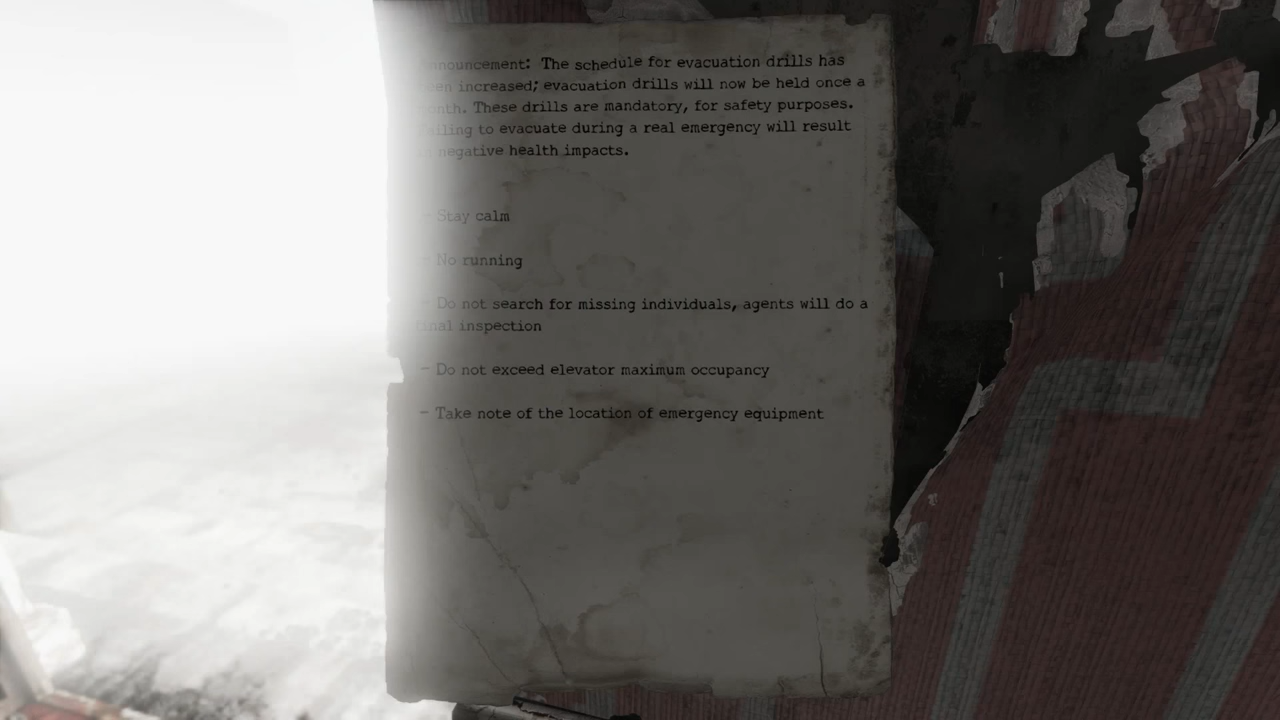 Announcement: The schedule for evacuation drills has
been increased; evacuation drills will now be held once a
month. These drills are mandatory, for safety purposes.
Failing to evacuate during a real emergency will result
in negative health impacts.
- Stay calm
- No running
- Do not search for missing individuals, agents will do a
final inspection
- Do not exceed elevator maximum occupancy
- Take note of the location of emergency equipment